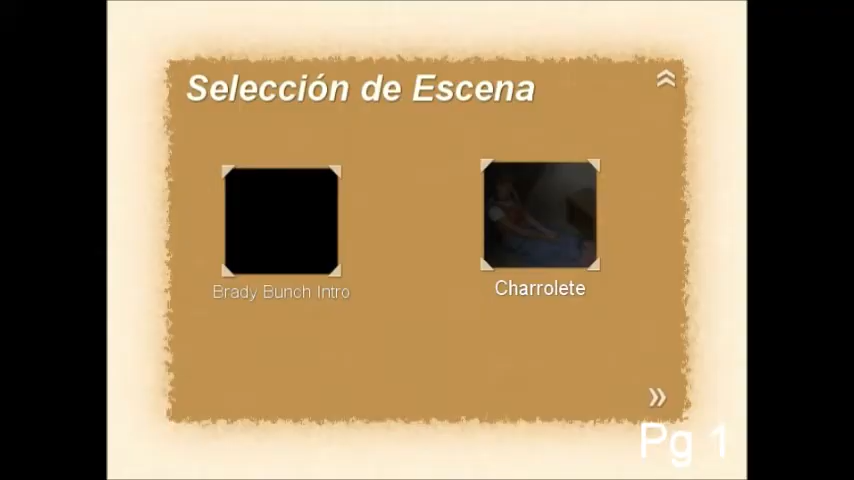 Selección de Escena
Brady Bunch Intro
Charrolete
Pg 1